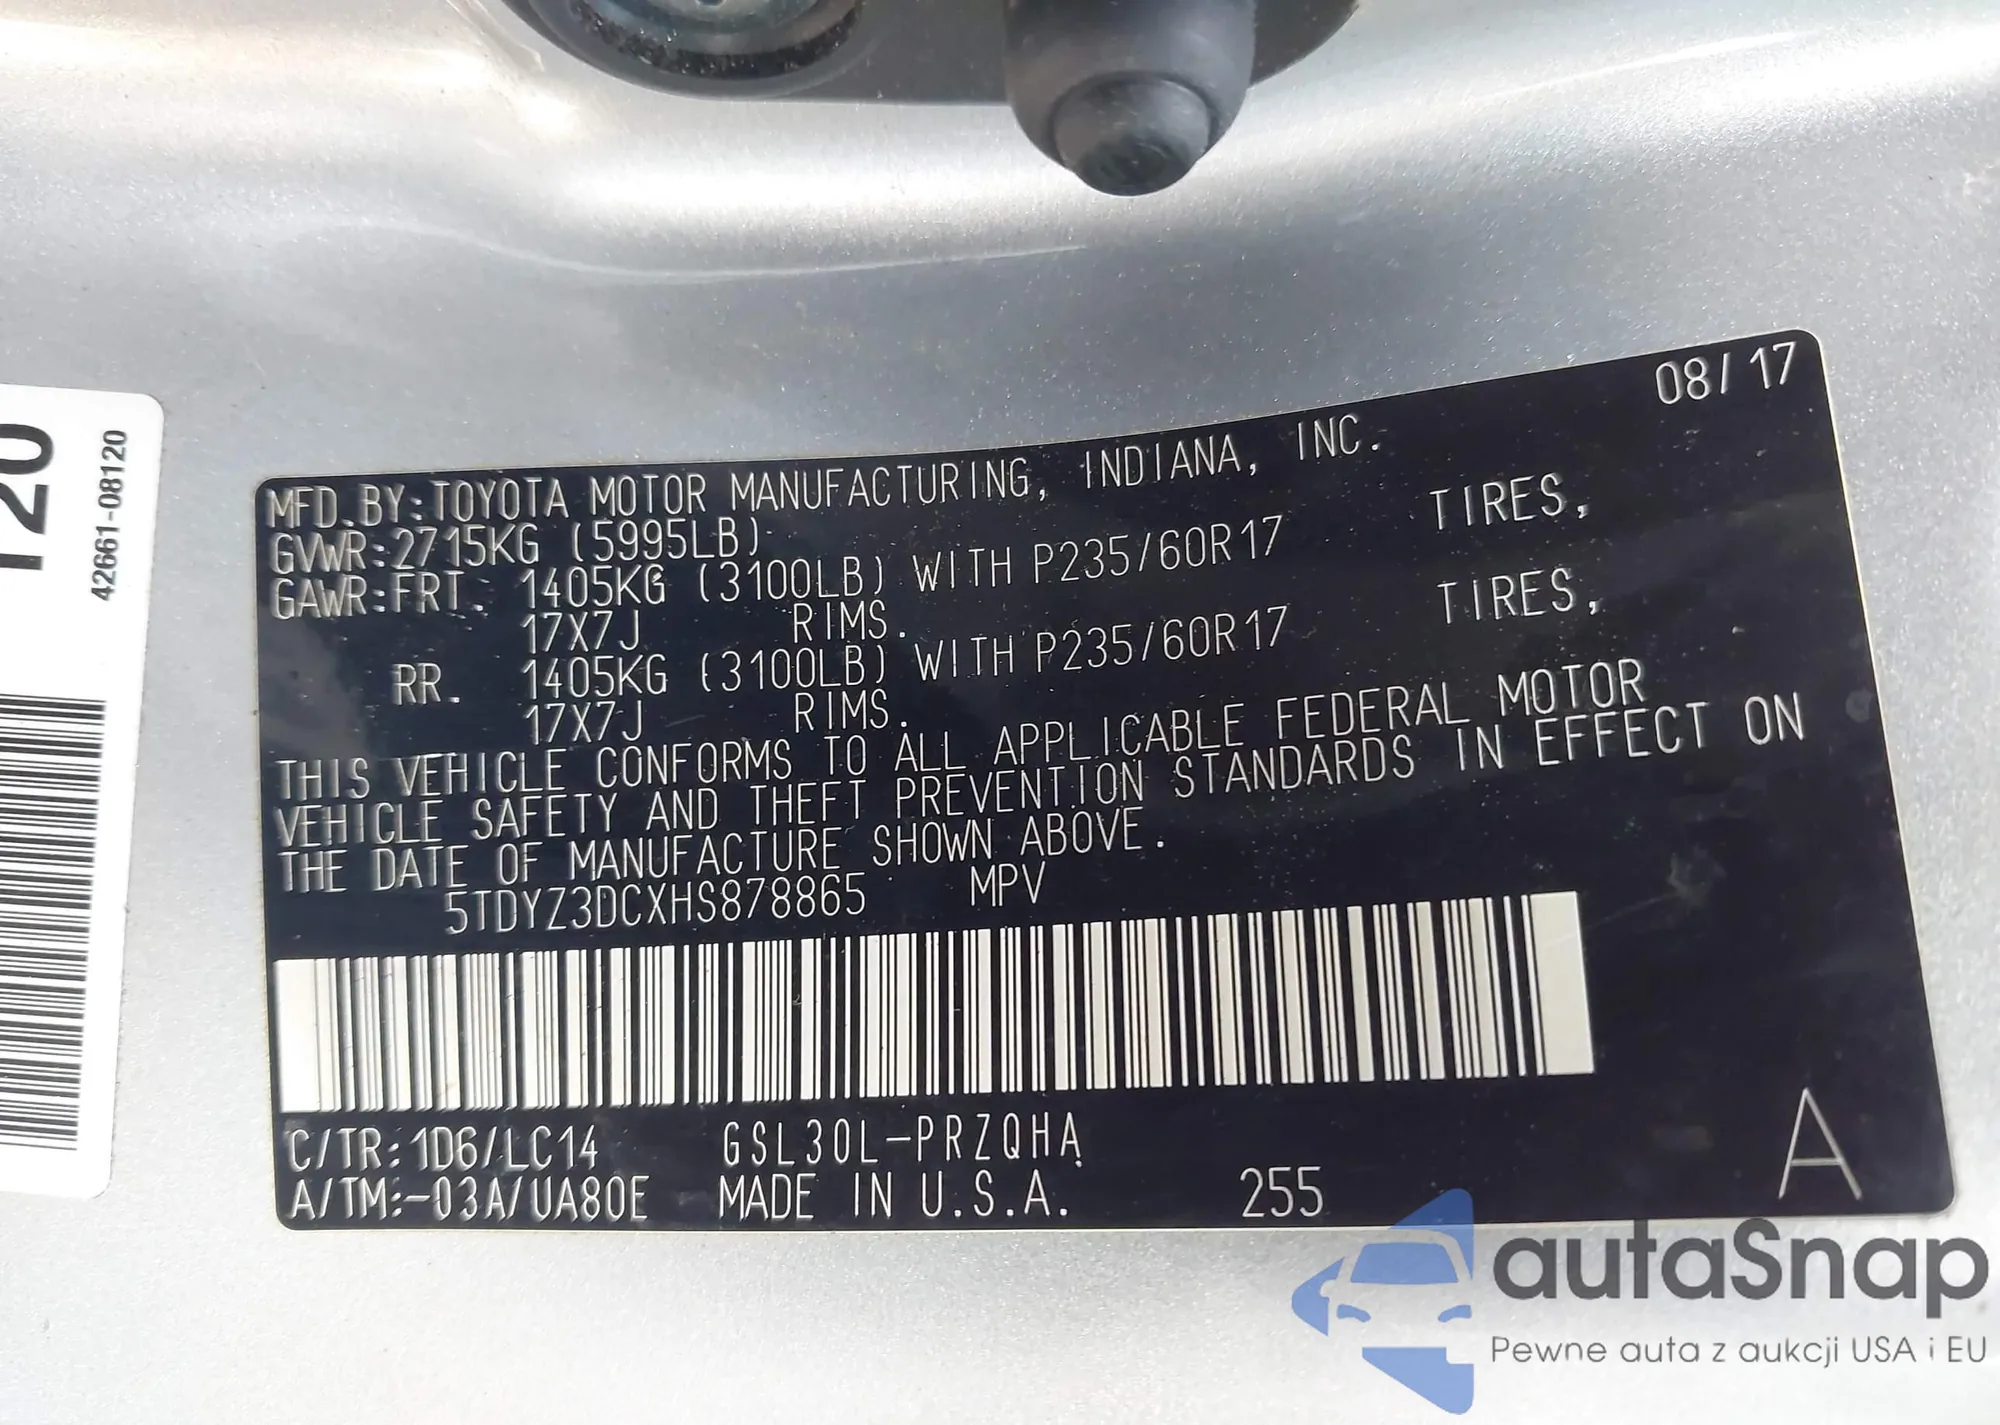 120
42661-08120
08/17
MFD.BY:TOYOTA MOTOR MANUFACTURING, INDIANA, INC.
GVWR:2715KG (5995LB)
GAWR:FRT. 1405KG (3100LB) WITH P235/60R17 TIRES,
17X7J RIMS.
RR. 1405KG (3100LB) WITH P235/60R17 TIRES,
17X7J RIMS.
THIS VEHICLE CONFORMS TO ALL APPLICABLE FEDERAL MOTOR
VEHICLE SAFETY AND THEFT PREVENTION STANDARDS IN EFFECT ON
THE DATE OF MANUFACTURE SHOWN ABOVE.
5TDYZ3DCXHS878865 MPV
C/TR:1D6/LC14 GSL30L-PRZQHA
A/TM:-03A/UA80E MADE IN U.S.A. 255
A
autaSnap
Pewne auta z aukcji USA i EU